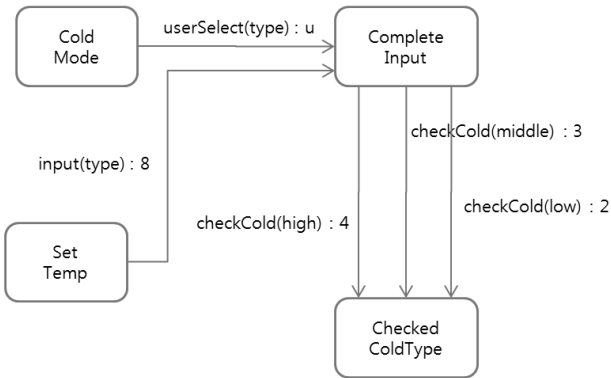 Cold
Mode
userSelect(type) : u
Complete
Input
checkCold(middle) : 3
input(type) : 8
checkCold(high) : 4
checkCold(low) : 2
Set
Temp
Checked
ColdType